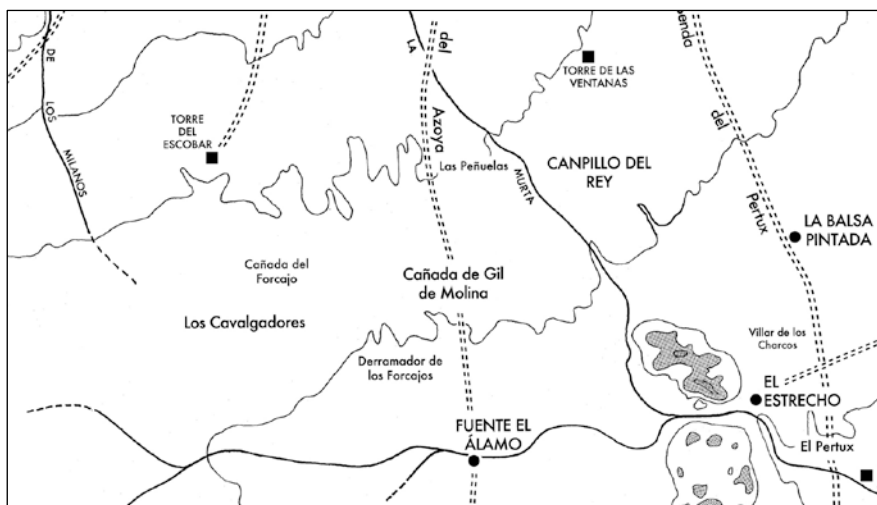 DE
LOS
MILANOS
TORRE
DEL
ESCOBAR
del
Azoya
LA
MURTA
TORRE DE LAS
VENTANAS
Las Peñuelas
CANPILLO DEL
REY
del
Pertux
LA BALSA
PINTADA
Cañada del
Forcajo
Cañada de Gil
de Molina
Los Cavalgadores
Villar de los
Charcos
Derramador de
los Forcajos
EL
ESTRECHO
FUENTE EL
ÁLAMO
El Pertux